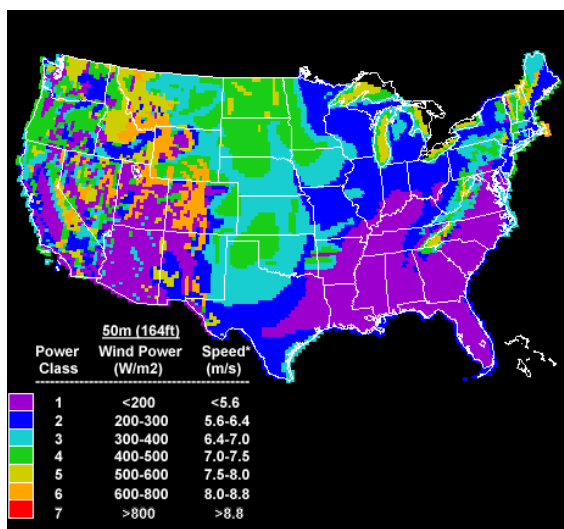 50m (164ft)
Power Wind Power Speed*
Class (W/m2) (m/s)
1 <200 <5.6
2 200-300 5.6-6.4
3 300-400 6.4-7.0
4 400-500 7.0-7.5
5 500-600 7.5-8.0
6 600-800 8.0-8.8
7 >800 >8.8